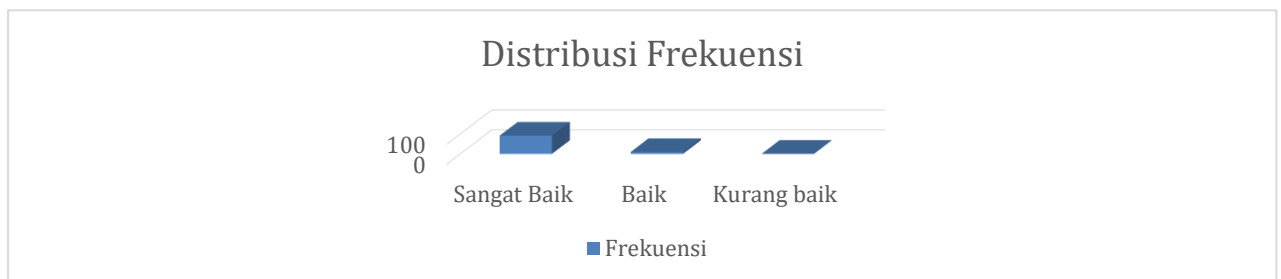 Distribusi Frekuensi
100
0
Sangat Baik Baik Kurang baik
Frekuensi